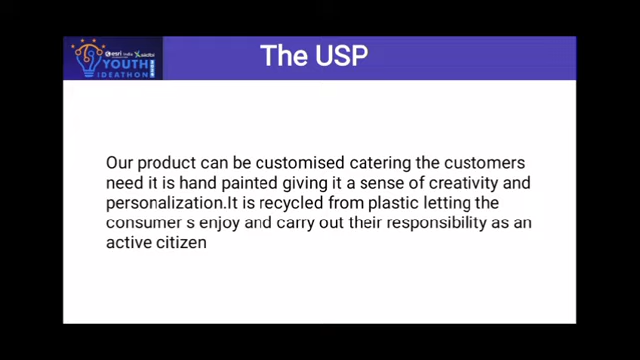 The USP
esri India
YOUTH
IDEATHON
Our product can be customised catering the customers
need it is hand painted giving it a sense of creativity and
personalization.It is recycled from plastic letting the
consumer s enjoy and carry out their responsibility as an
active citizen